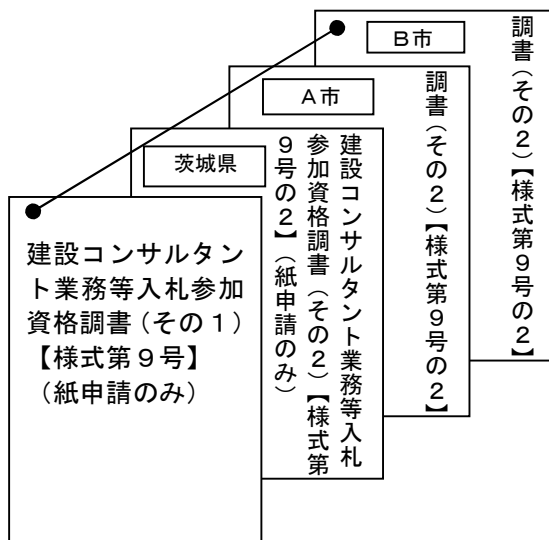 建設コンサルタン
ト業務等入札参加
資格調書（その１）
【様式第９号】
（紙申請のみ）
茨城県
建設コンサルタント業務等入札
参加資格調書（その２）【様式第
９号の２】（紙申請のみ）
Ａ市
調書（その２）【様式第９号の２】
Ｂ市
調書（その２）【様式第９号の２】